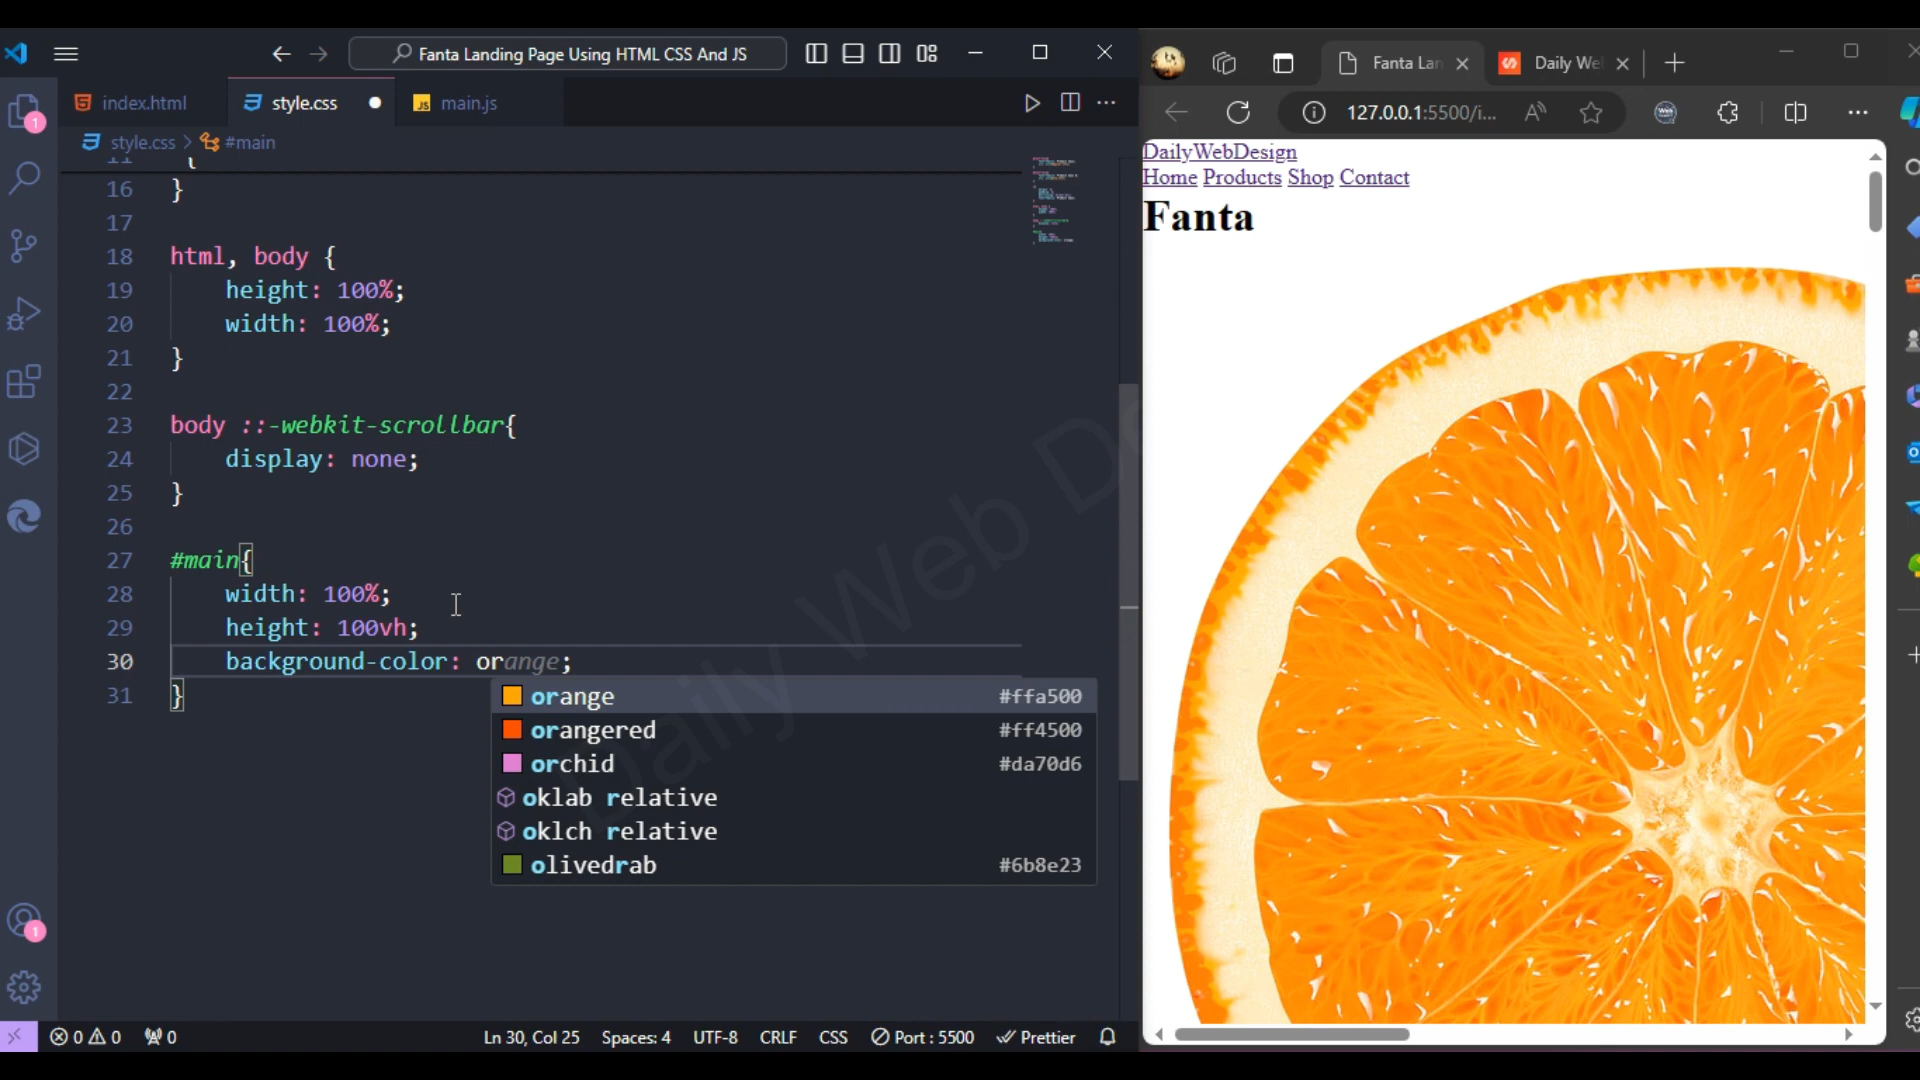 Fanta Landing Page Using HTML CSS And JS
index.html
style.css
JS main.js
style.css > #main
16 }
17
18 html, body {
19 height: 100%;
20 width: 100%;
21 }
22
23 body ::-webkit-scrollbar{
24 display: none;
25 }
26
27 #main{
28 width: 100%;
29 height: 100vh;
30 background-color: orange;
31 }
orange #ffa500
orangered #ff4500
orchid #da70d6
oklab relative
oklch relative
olivedrab #6b8e23
1
1
0 0 0
Ln 30, Col 25 Spaces: 4 UTF-8 CRLF CSS Port : 5500 Prettier
Fanta Lan
Daily We
127.0.0.1:5500/i...
DailyWebDesign
Home Products Shop Contact
Fanta
Daily Web De